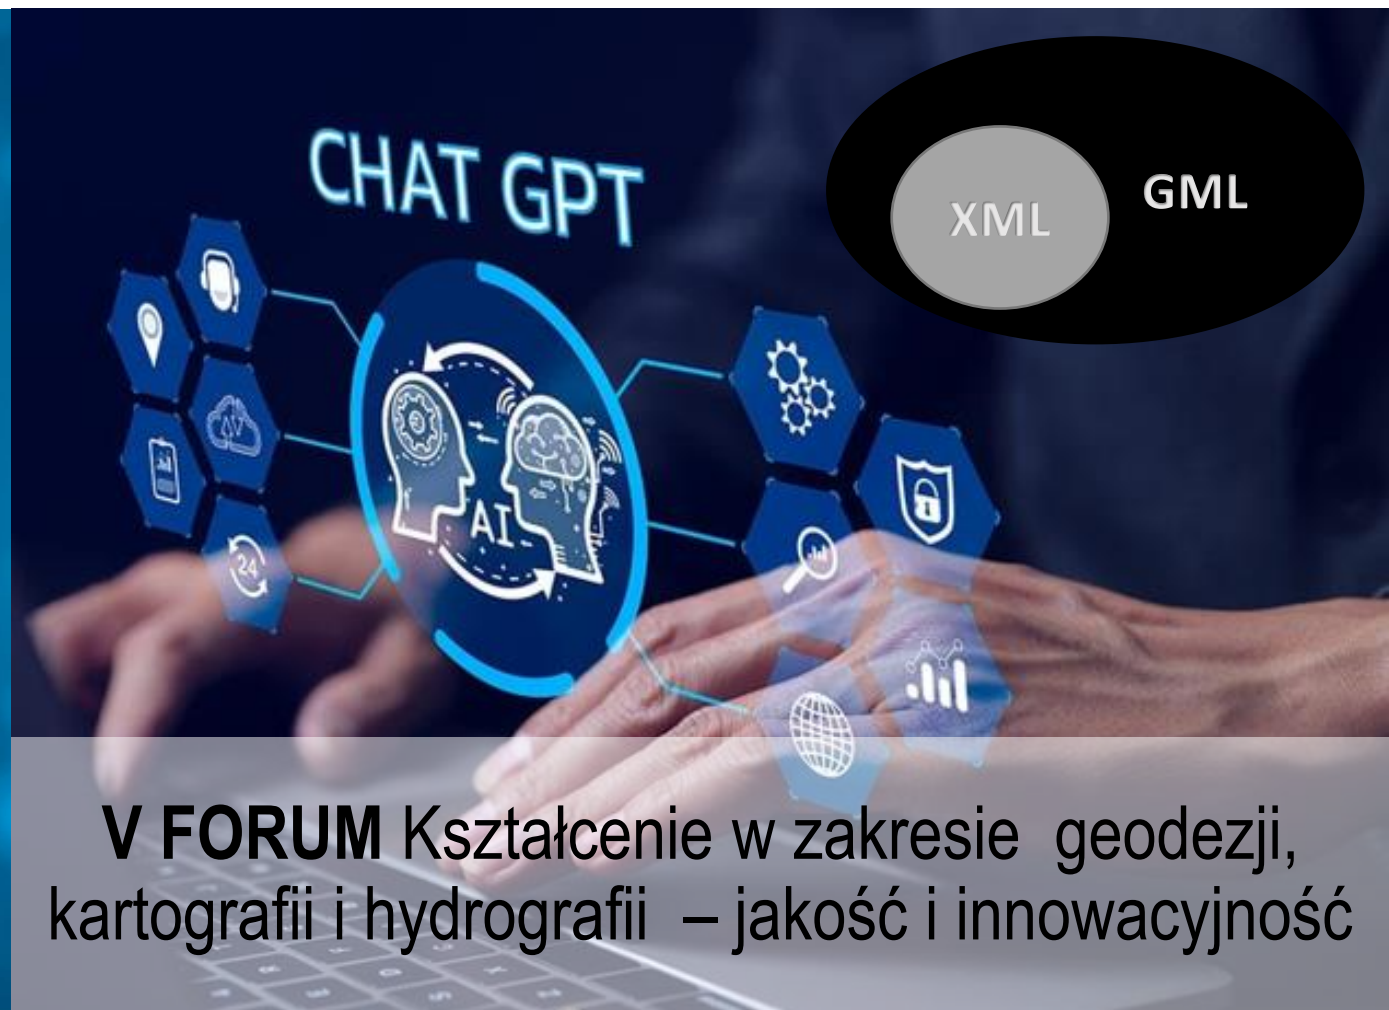 CHAT GPT
XML
GML
AI
24
V FORUM Kształcenie w zakresie geodezji,
kartografii i hydrografii – jakość i innowacyjność